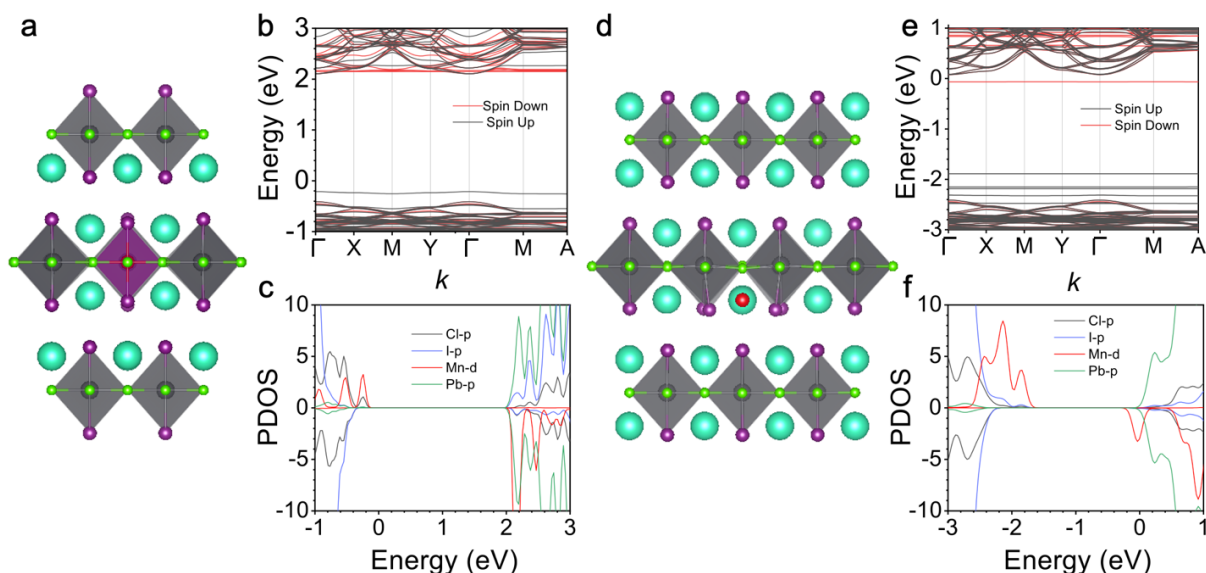 a
b
Energy (eV)
3
2
1
0
-1
Spin Down
Spin Up
Γ X M Y Γ M A
k
c
PDOS
10
5
0
-5
-10
Cl-p
I-p
Mn-d
Pb-p
-1 0 1 2 3
Energy (eV)
d
e
Energy (eV)
1
0
-1
-2
-3
Spin Up
Spin Down
Γ X M Y Γ M A
k
f
PDOS
10
5
0
-5
-10
Cl-p
I-p
Mn-d
Pb-p
-3 -2 -1 0 1
Energy (eV)